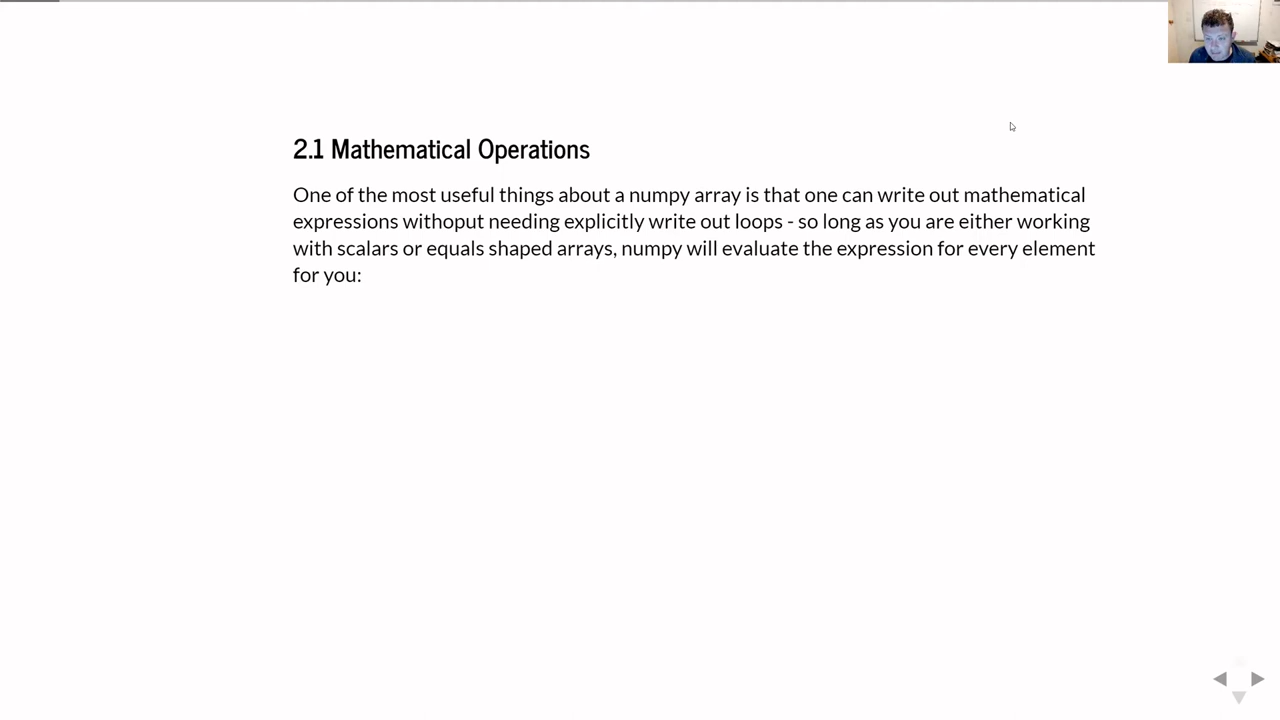 2.1 Mathematical Operations
One of the most useful things about a numpy array is that one can write out mathematical
expressions withoput needing explicitly write out loops - so long as you are either working
with scalars or equals shaped arrays, numpy will evaluate the expression for every element
for you: